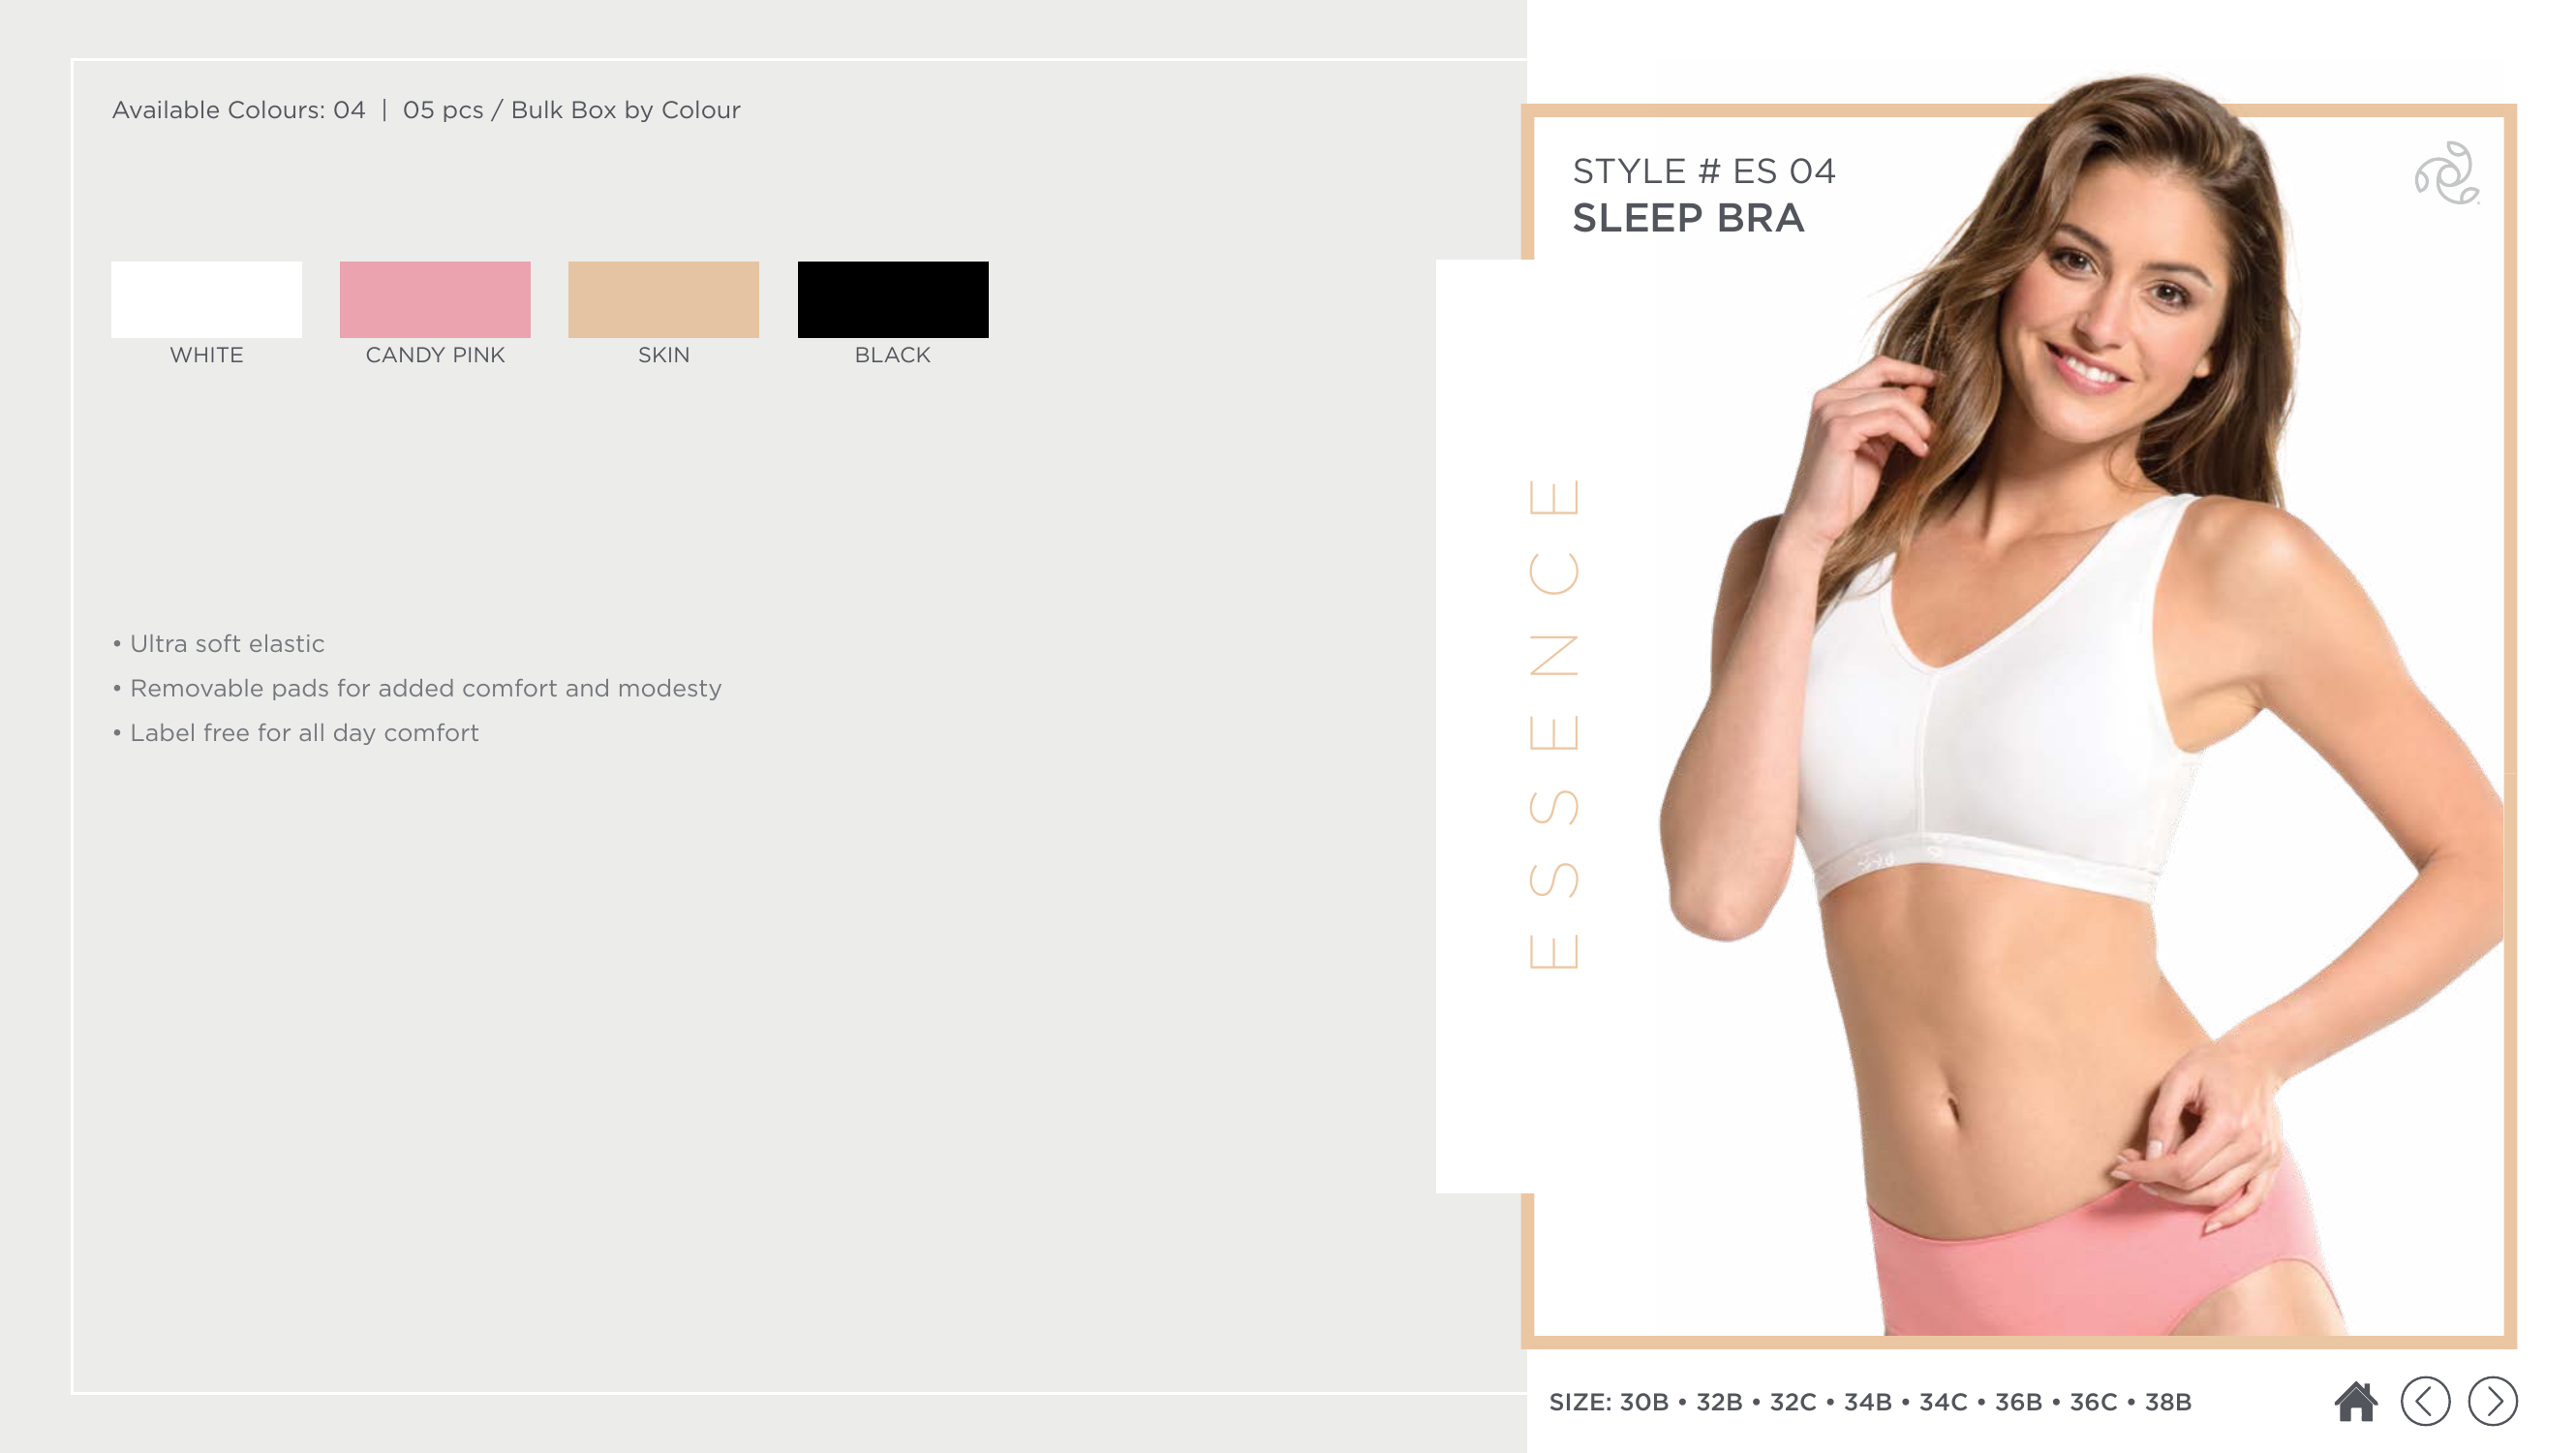 Available Colours: 04 | 05 pcs / Bulk Box by Colour
WHITE
CANDY PINK
SKIN
BLACK
• Ultra soft elastic
• Removable pads for added comfort and modesty
• Label free for all day comfort
STYLE # ES 04
SLEEP BRA
ESSENCE
SIZE: 30B • 32B • 32C • 34B • 34C • 36B • 36C • 38B